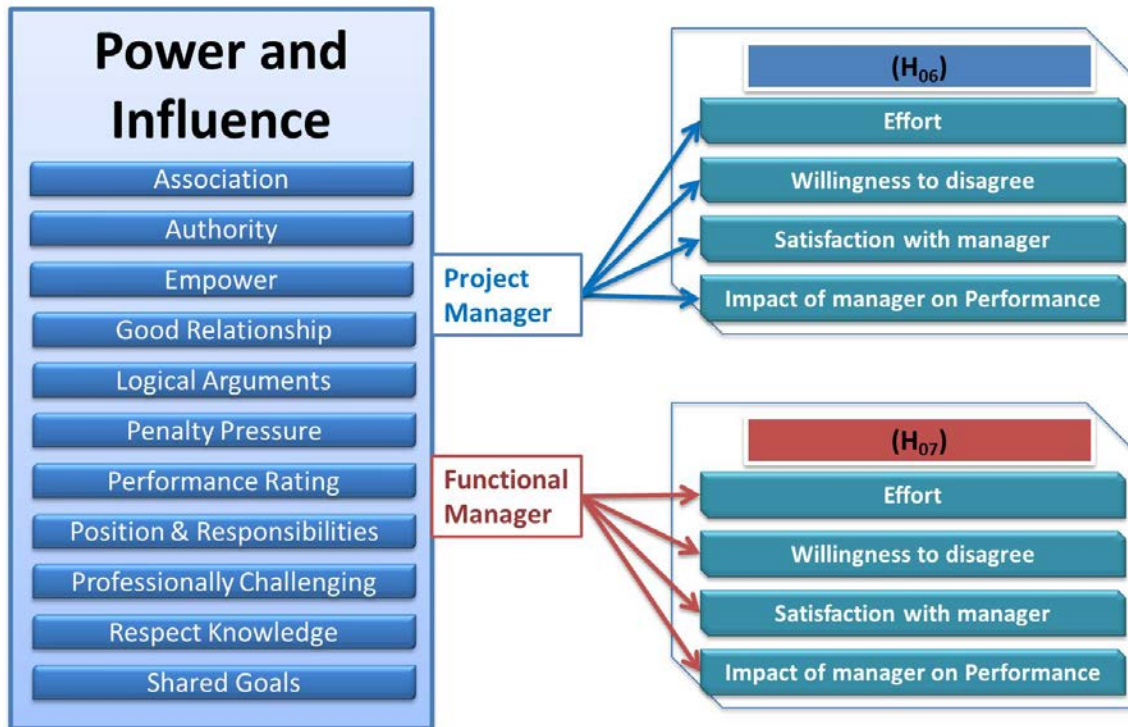 Power and
Influence
Association
Authority
Empower
Good Relationship
Logical Arguments
Penalty Pressure
Performance Rating
Position & Responsibilities
Professionally Challenging
Respect Knowledge
Shared Goals
Project
Manager
(H₀₆)
Effort
Willingness to disagree
Satisfaction with manager
Impact of manager on Performance
Functional
Manager
(H₀₇)
Effort
Willingness to disagree
Satisfaction with manager
Impact of manager on Performance